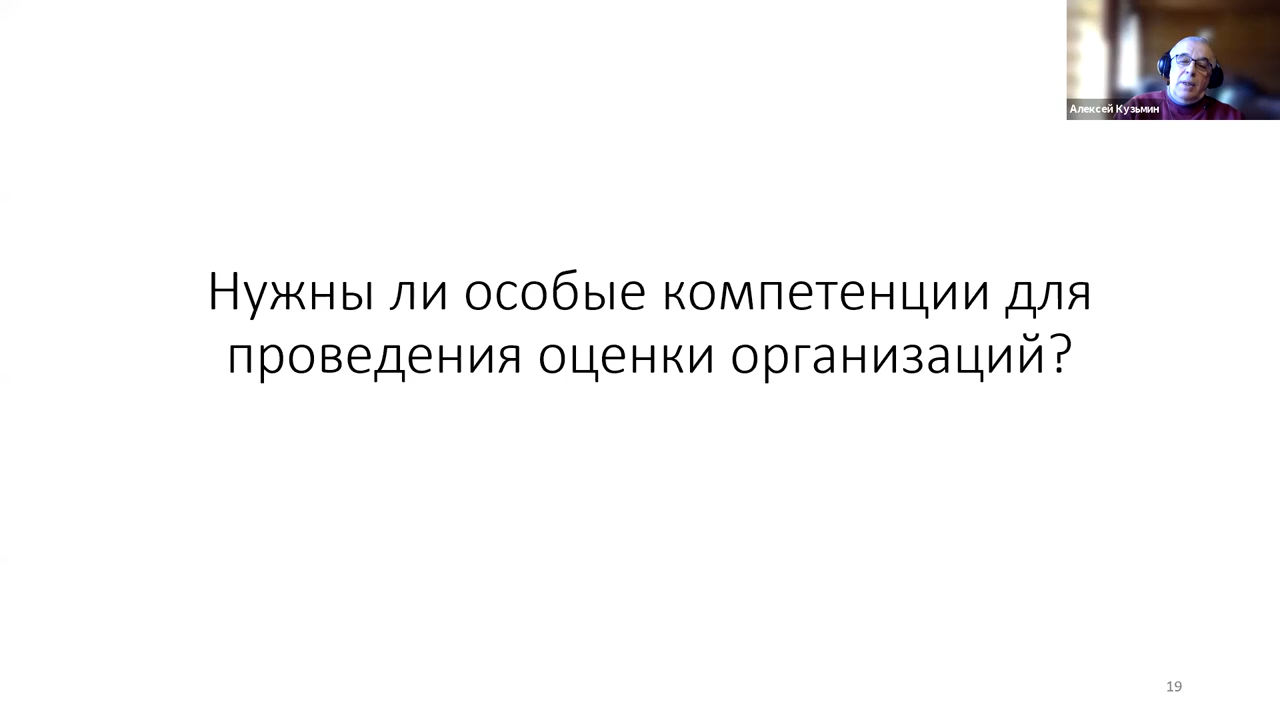 Алексей Кузьмин
Нужны ли особые компетенции для
проведения оценки организаций?
19